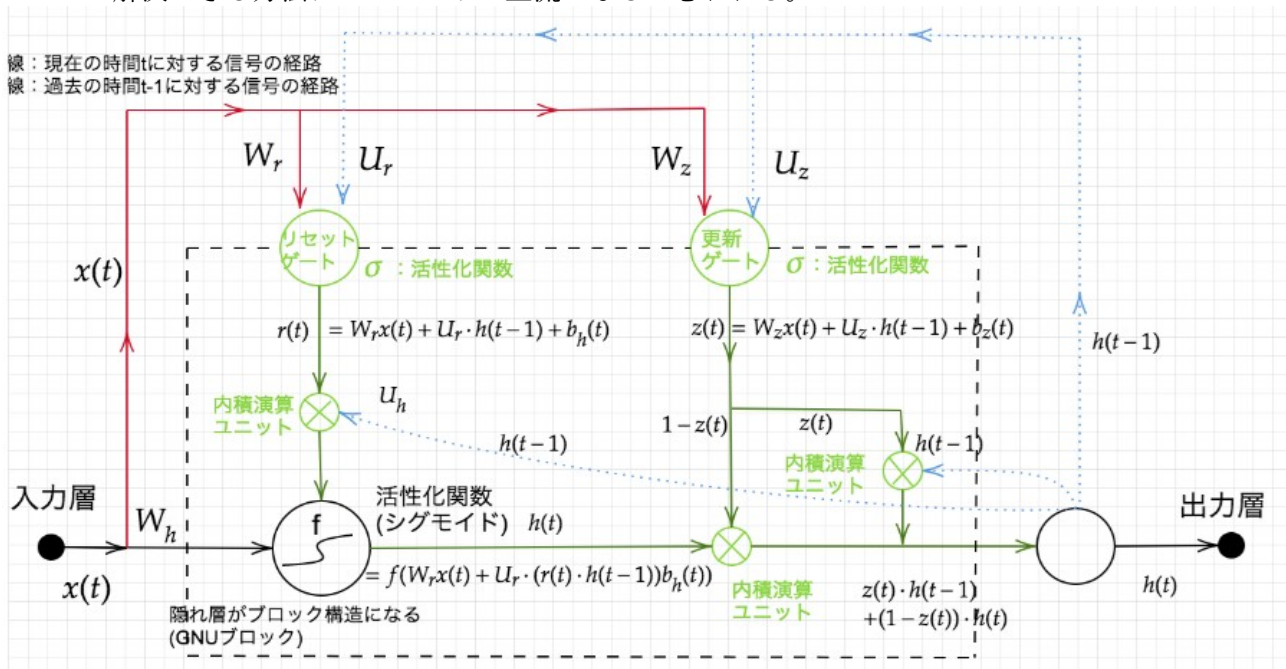 線：現在の時間tに対する信号の経路
線：過去の時間t-1に対する信号の経路
W_r
U_r
W_z
U_z
x(t)
リセット
ゲート
σ ：活性化関数
更新
ゲート
σ ：活性化関数
r(t) = W_r x(t) + U_r · h(t−1) + b_h(t)
z(t) = W_z x(t) + U_z · h(t−1) + b_z(t)
h(t−1)
内積演算
ユニット
U_h
h(t−1)
1−z(t)
z(t)
h(t−1)
内積演算
ユニット
入力層
W_h
x(t)
f
活性化関数
(シグモイド) h(t)
= f(W_r x(t) + U_r · (r(t) · h(t−1))b_h(t))
内積演算
ユニット
z(t) · h(t−1)
+(1−z(t)) · h(t)
出力層
h(t)
隠れ層がブロック構造になる
(GNUブロック)